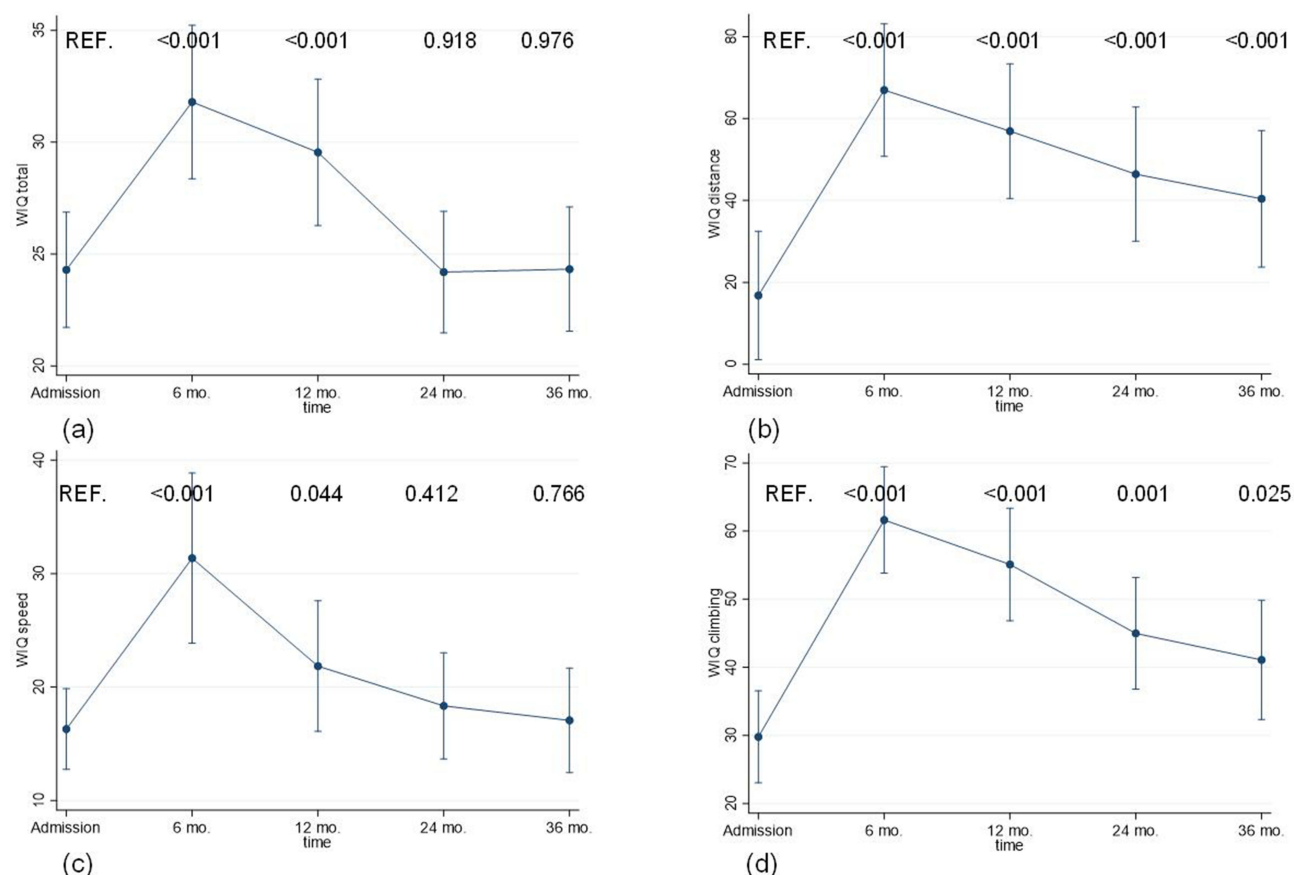 REF. <0.001 <0.001 0.918 0.976
WIQ total
35
30
25
20
Admission 6 mo. 12 mo. 24 mo. 36 mo.
time
(a)
REF. <0.001 <0.001 <0.001 <0.001
WIQ distance
80
60
40
20
0
Admission 6 mo. 12 mo. 24 mo. 36 mo.
time
(b)
REF. <0.001 0.044 0.412 0.766
WIQ speed
40
30
20
10
Admission 6 mo. 12 mo. 24 mo. 36 mo.
time
(c)
REF. <0.001 <0.001 0.001 0.025
WIQ climbing
70
60
50
40
30
20
Admission 6 mo. 12 mo. 24 mo. 36 mo.
time
(d)